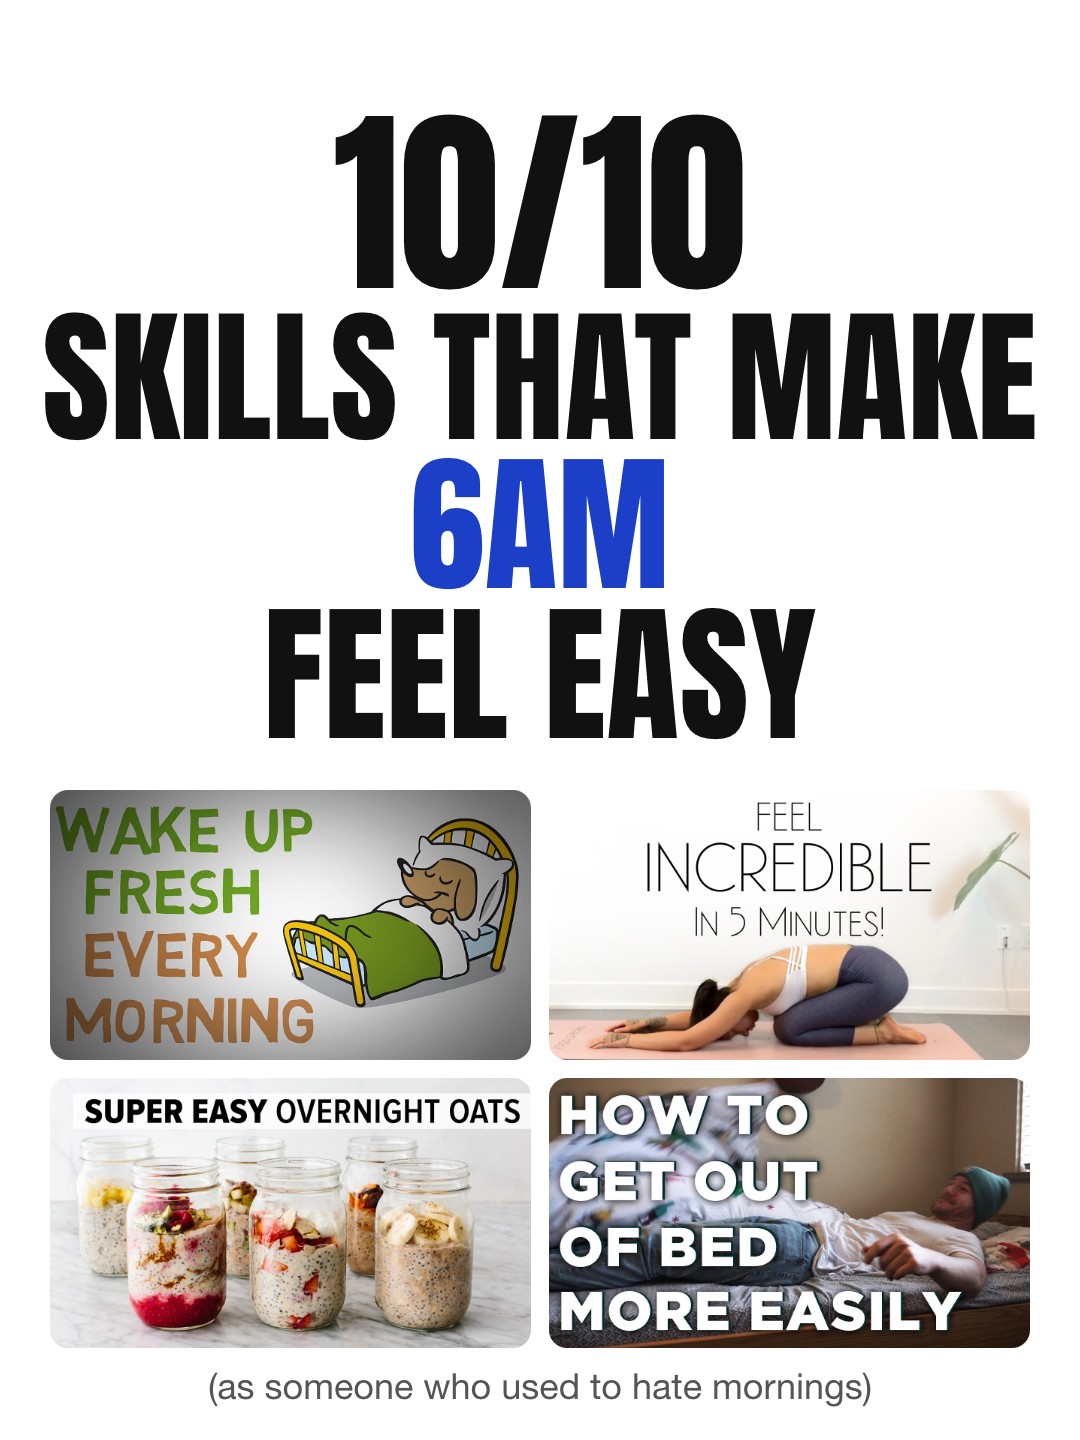 10/10
SKILLS THAT MAKE
6AM
FEEL EASY
WAKE UP
FRESH
EVERY
MORNING
FEEL
INCREDIBLE
IN 5 MINUTES!
SUPER EASY OVERNIGHT OATS
HOW TO
GET OUT
OF BED
MORE EASILY
(as someone who used to hate mornings)